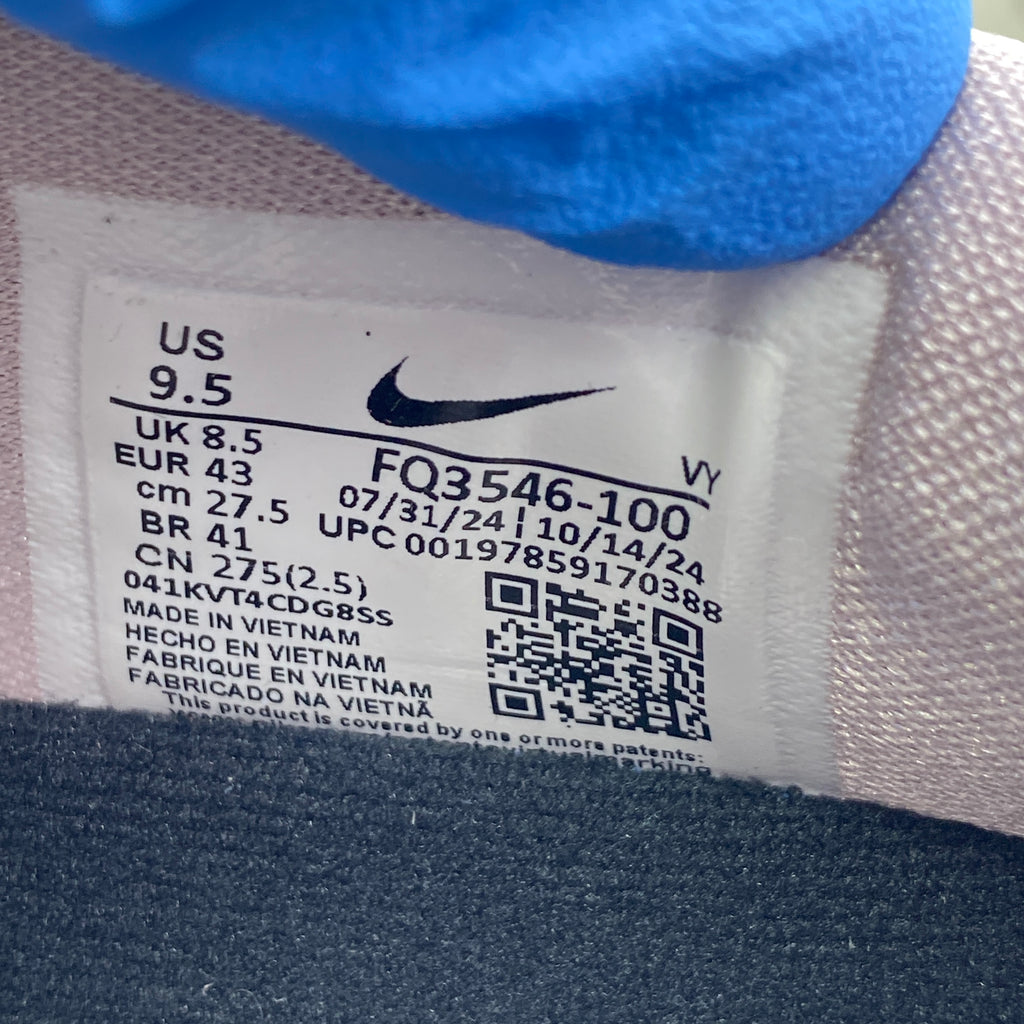 US
9.5
UK 8.5
EUR 43
cm 27.5
BR 41
CN 275(2.5)
041KVT4CDG8SS
VY
FQ3546-100
07/31/24 | 10/14/24
UPC 00197859170388
MADE IN VIETNAM
HECHO EN VIETNAM
FABRIQUE EN VIETNAM
FABRICADO NA VIETNÃ
This product is covered by one or more patents: